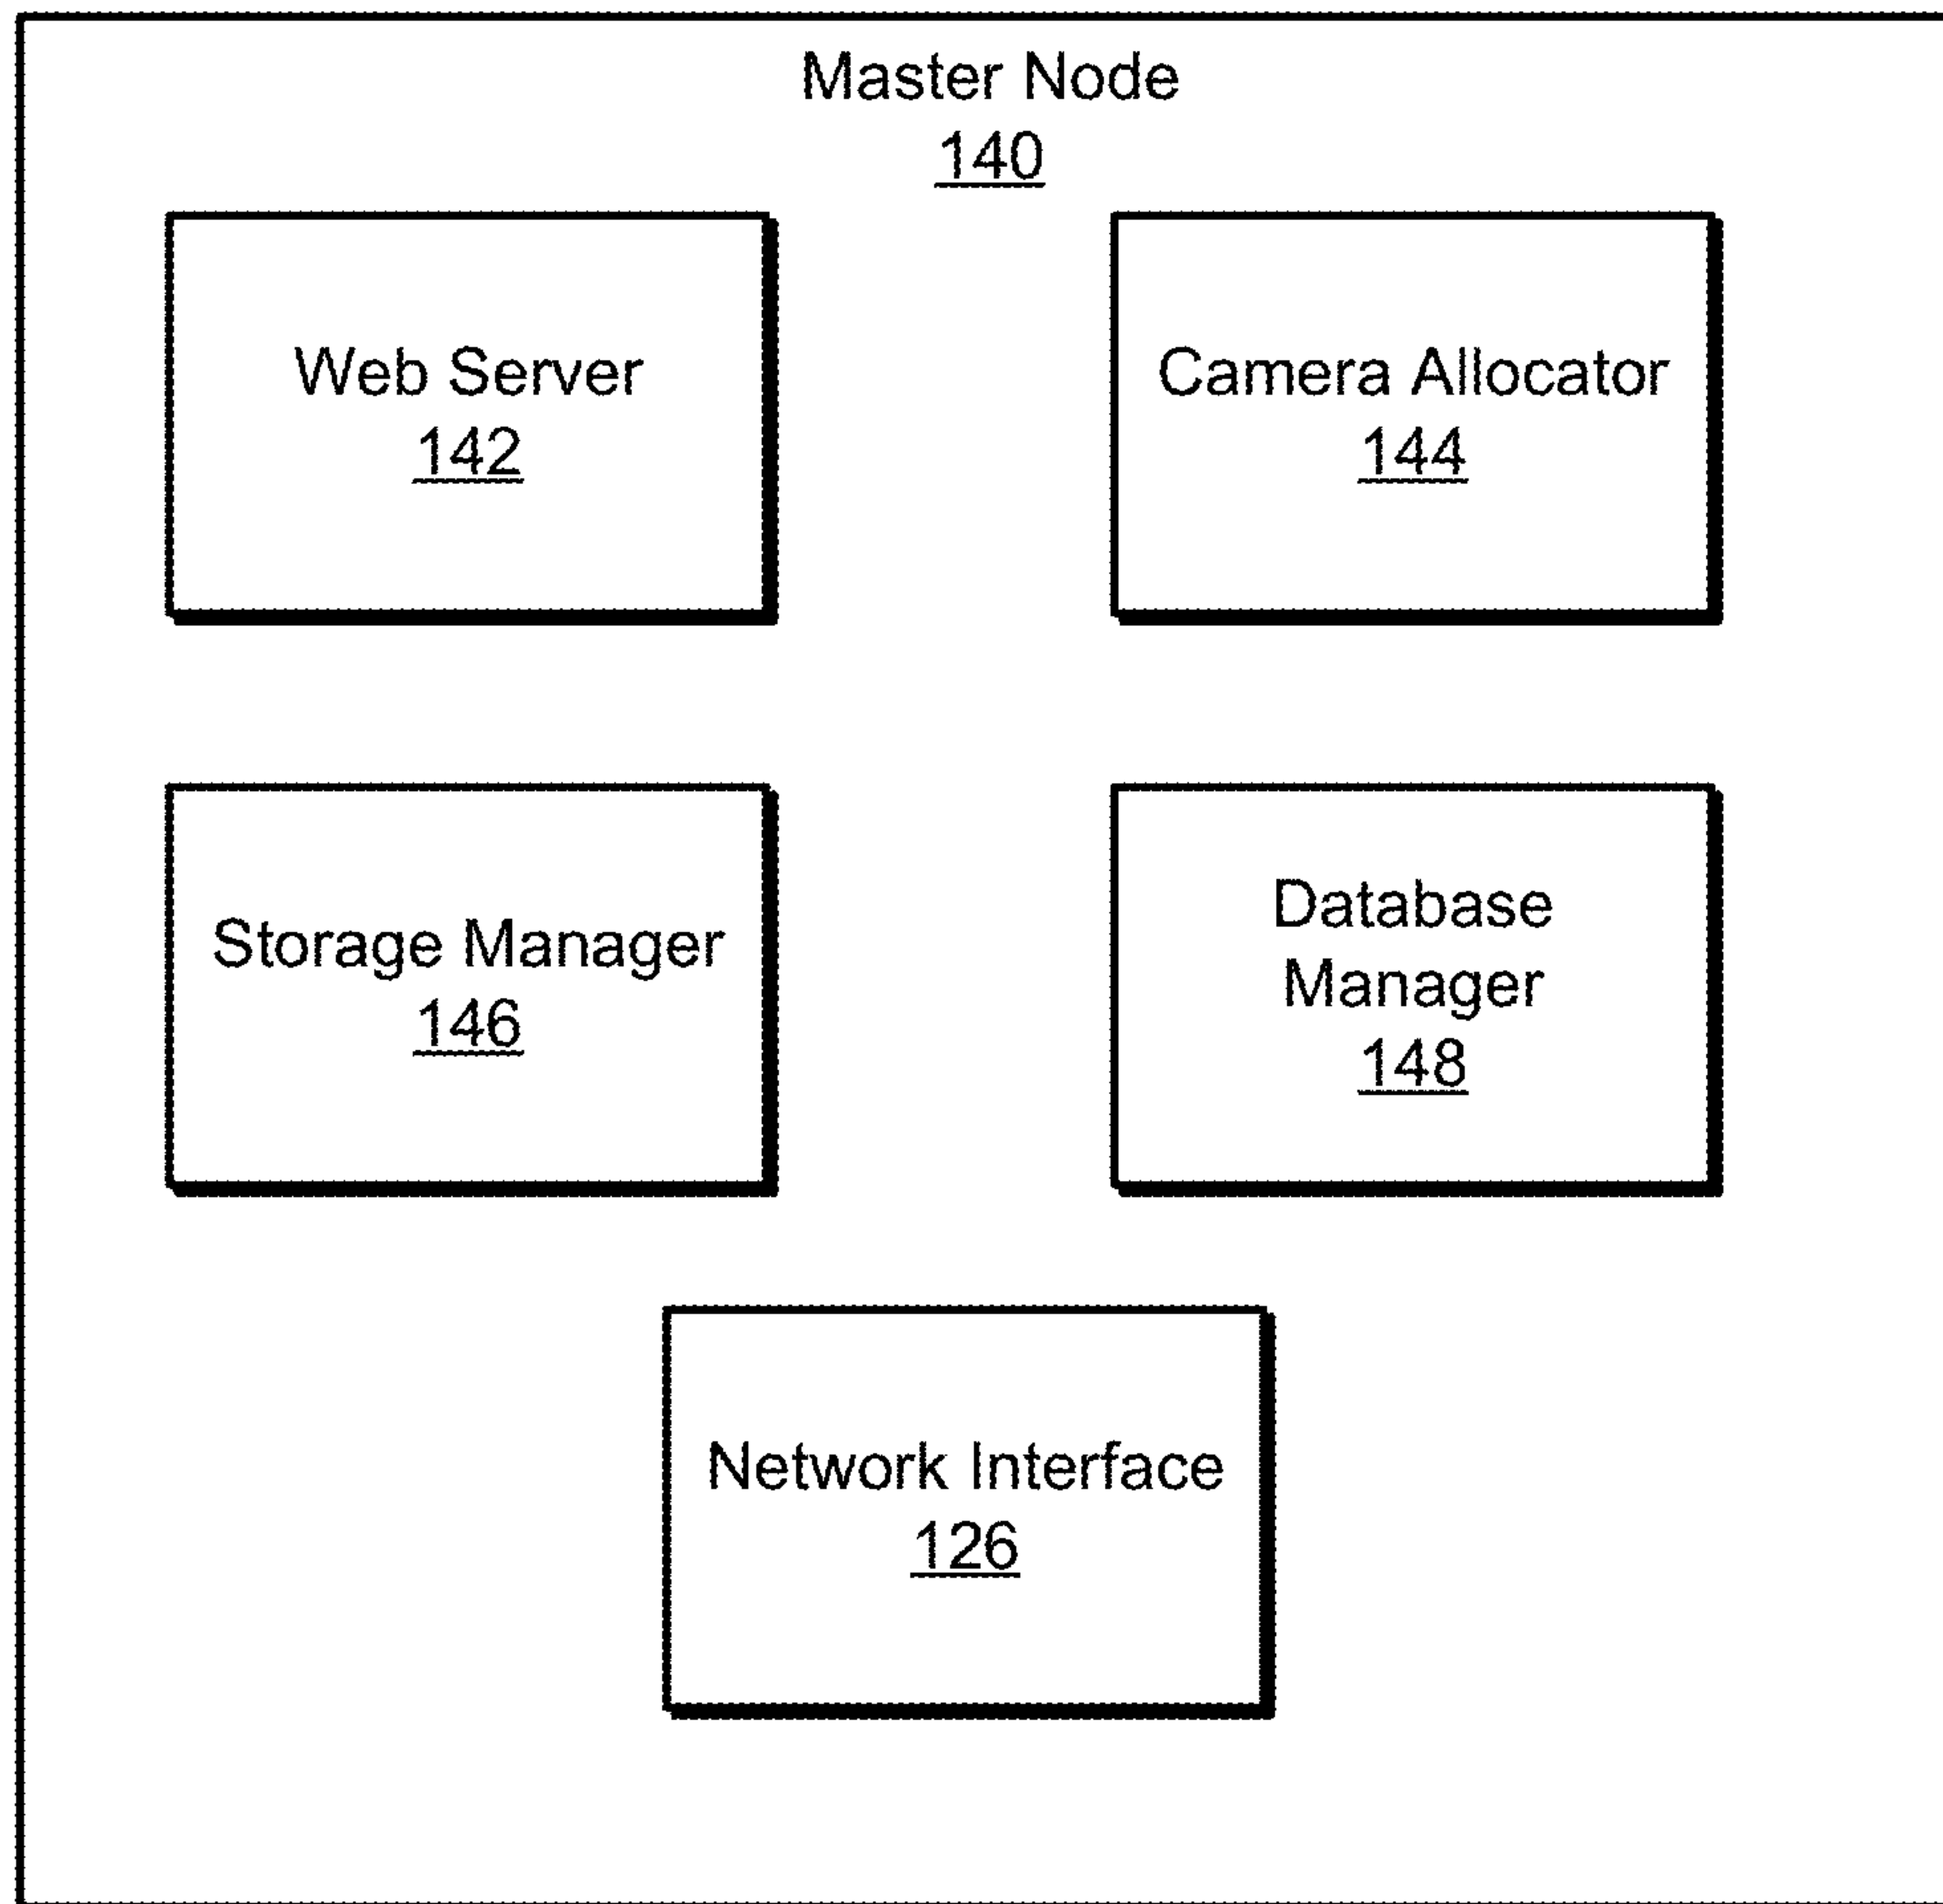 Master Node
140
Web Server
142
Camera Allocator
144
Storage Manager
146
Database
Manager
148
Network Interface
126